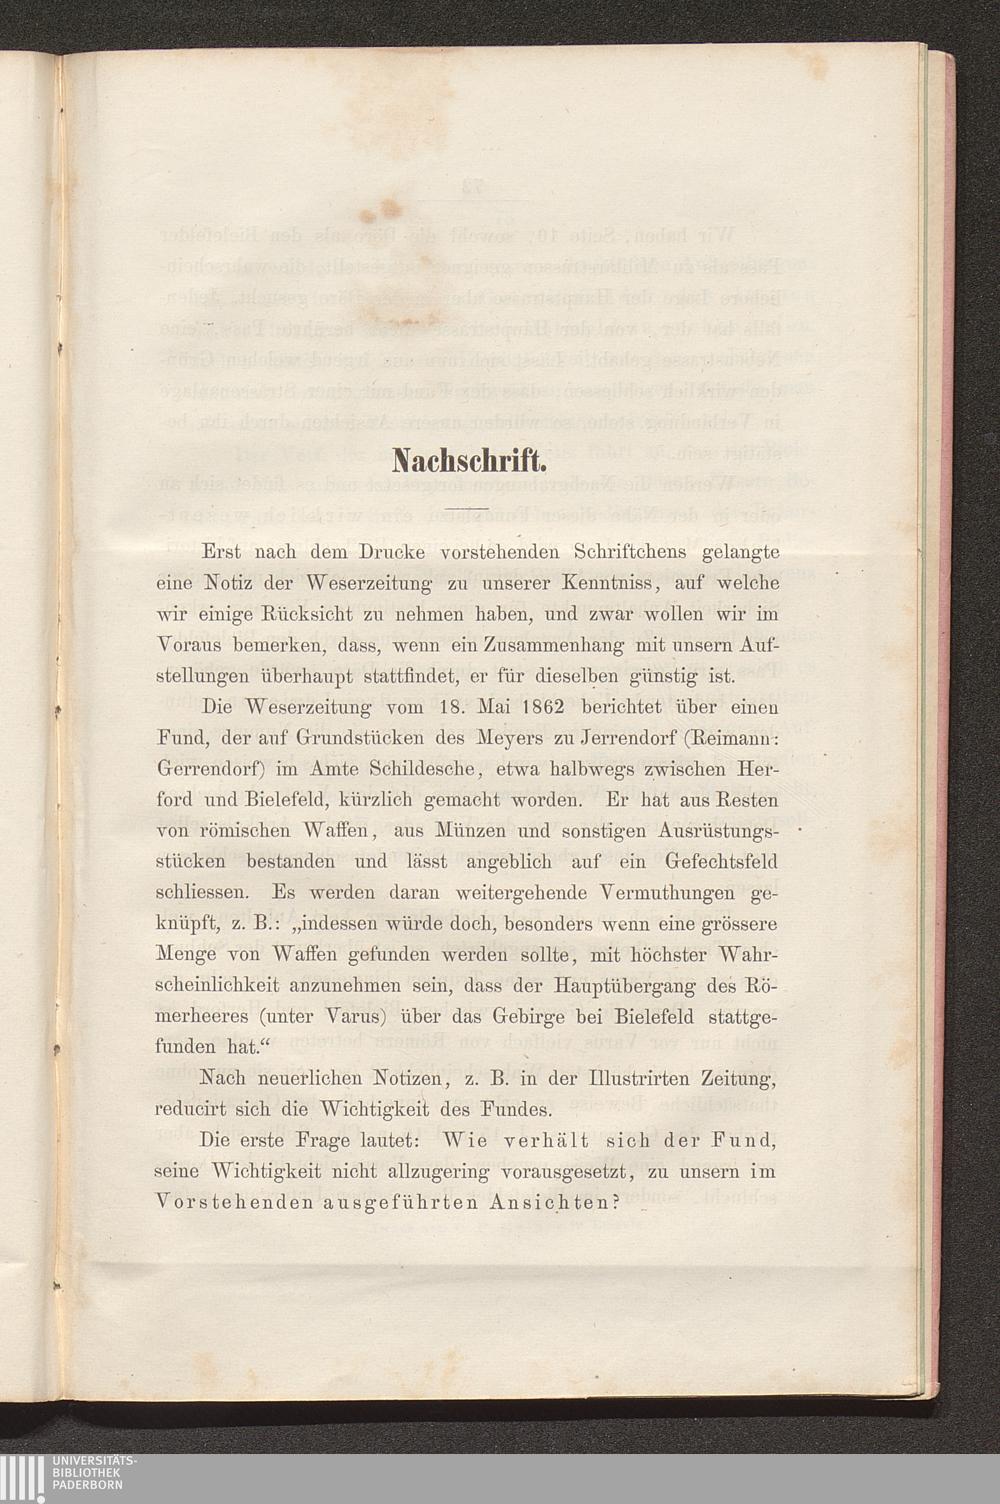 Nachschrift.
Erst nach dem Drucke vorstehenden Schriftchens gelangte
eine Notiz der Weserzeitung zu unserer Kenntniss, auf welche
wir einige Rücksicht zu nehmen haben, und zwar wollen wir im
Voraus bemerken, dass, wenn ein Zusammenhang mit unsern Auf-
stellungen überhaupt stattfindet, er für dieselben günstig ist.
Die Weserzeitung vom 18. Mai 1862 berichtet über einen
Fund, der auf Grundstücken des Meyers zu Jerrendorf (Reimann:
Gerrendorf) im Amte Schildesche, etwa halbwegs zwischen Her-
ford und Bielefeld, kürzlich gemacht worden. Er hat aus Resten
von römischen Waffen, aus Münzen und sonstigen Ausrüstungs-
stücken bestanden und lässt angeblich auf ein Gefechtsfeld
schliessen. Es werden daran weitergehende Vermuthungen ge-
knüpft, z. B.: „indessen würde doch, besonders wenn eine grössere
Menge von Waffen gefunden werden sollte, mit höchster Wahr-
scheinlichkeit anzunehmen sein, dass der Hauptübergang des Rö-
merheeres (unter Varus) über das Gebirge bei Bielefeld stattge-
funden hat.“
Nach neuerlichen Notizen, z. B. in der Illustrirten Zeitung,
reducirt sich die Wichtigkeit des Fundes.
Die erste Frage lautet: Wie verhält sich der Fund,
seine Wichtigkeit nicht allzugering vorausgesetzt, zu unsern im
Vorstehenden ausgeführten Ansichten?
UNIVERSITÄTS-
BIBLIOTHEK
PADERBORN